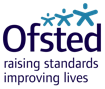 Ofsted
raising standards
improving lives